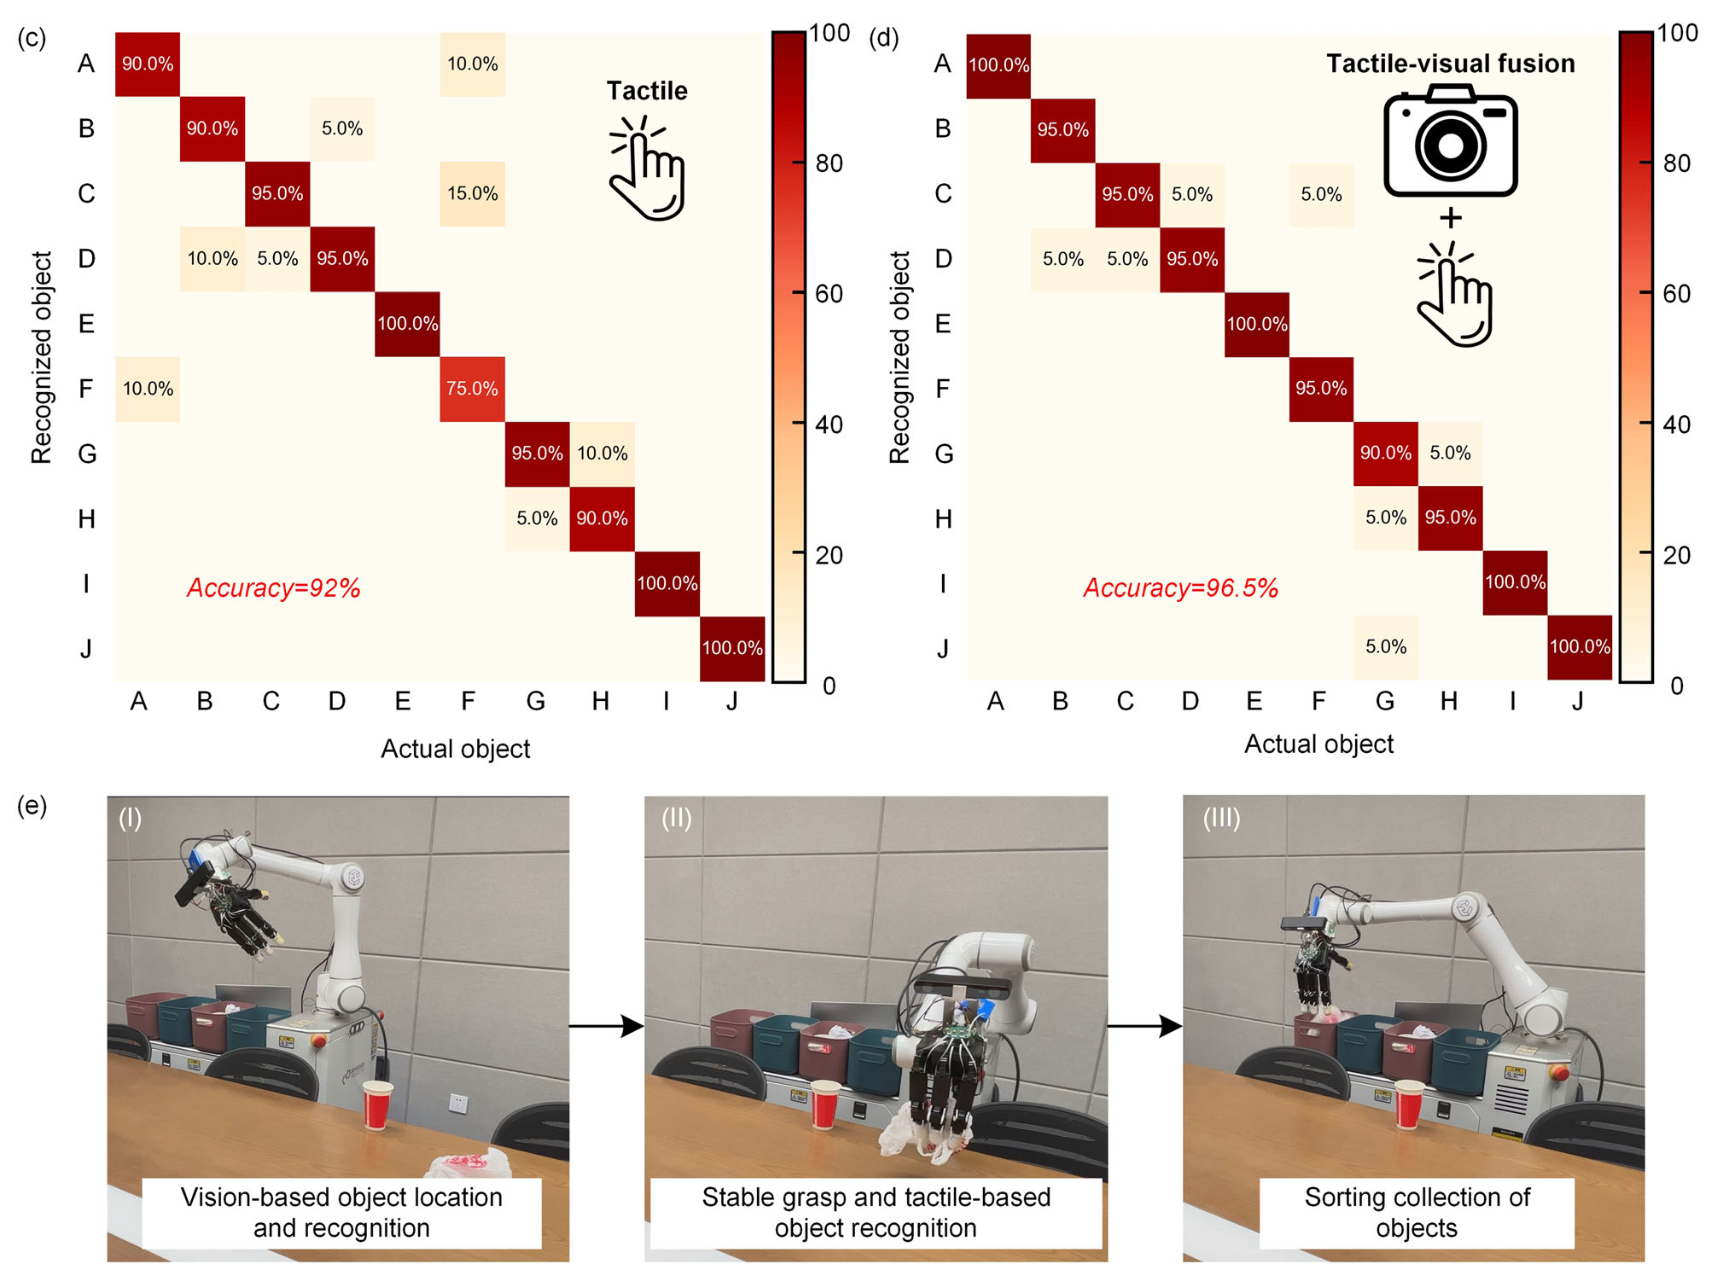 (c)
A 90.0% 10.0%
Tactile
B 90.0% 5.0%
C 95.0% 15.0%
D 10.0% 5.0% 95.0%
E 100.0%
F 10.0% 75.0%
G 95.0% 10.0%
H 5.0% 90.0%
I 100.0%
J 100.0%
Accuracy=92%
A B C D E F G H I J
Actual object
Recognized object
100
80
60
40
20
0
(d)
A 100.0%
Tactile-visual fusion
B 95.0%
C 95.0% 5.0% 5.0%
+
D 5.0% 5.0% 95.0%
E 100.0%
F 95.0%
G 90.0% 5.0%
H 5.0% 95.0%
I 100.0%
J 5.0% 100.0%
Accuracy=96.5%
A B C D E F G H I J
Actual object
Recognized object
100
80
60
40
20
0
(e)
(I)
Vision-based object location
and recognition
(II)
Stable grasp and tactile-based
object recognition
(III)
Sorting collection of
objects